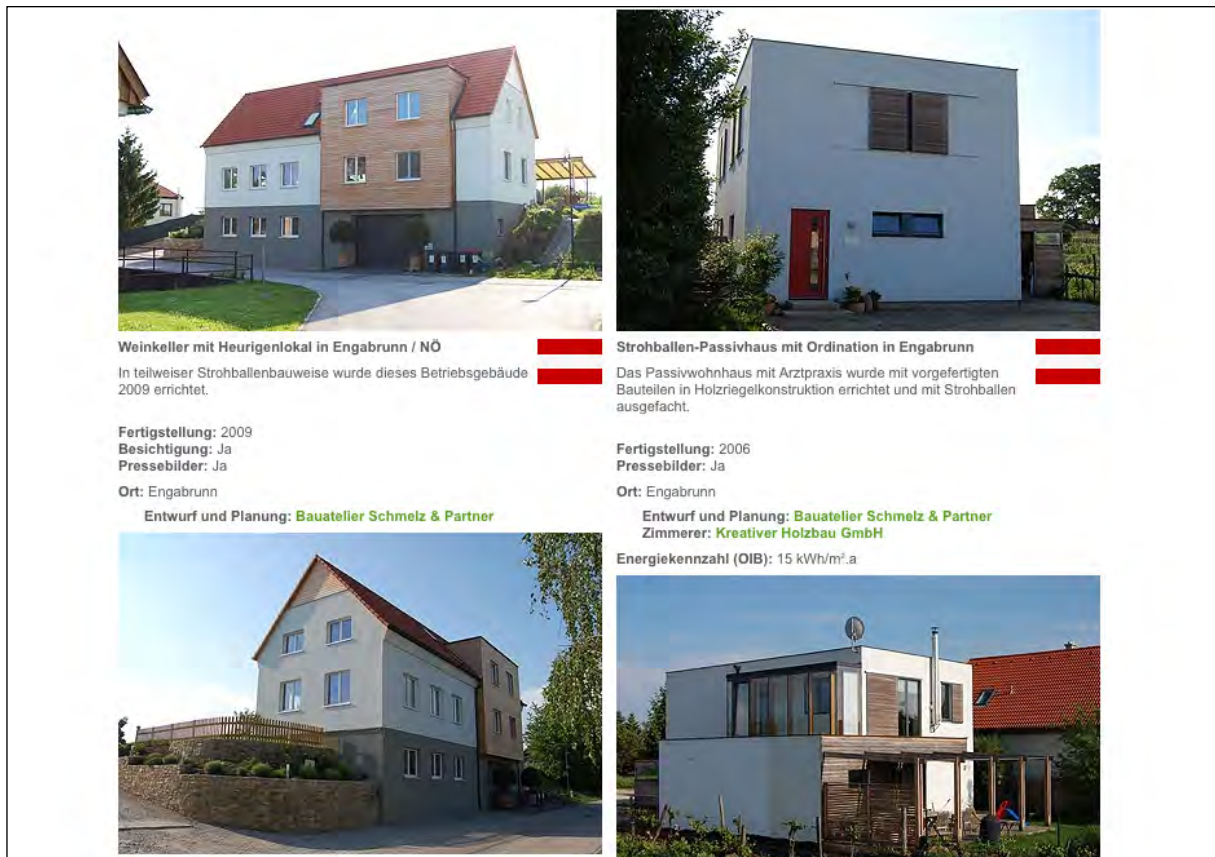 Weinkeller mit Heurigenlokal in Engabrunn / NÖ
In teilweiser Strohballenbauweise wurde dieses Betriebsgebäude
2009 errichtet.
Fertigstellung: 2009
Besichtigung: Ja
Pressebilder: Ja
Ort: Engabrunn
Entwurf und Planung: Bauatelier Schmelz & Partner
Strohballen-Passivhaus mit Ordination in Engabrunn
Das Passivwohnhaus mit Arztpraxis wurde mit vorgefertigten
Bauteilen in Holzriegelkonstruktion errichtet und mit Strohballen
ausgefacht.
Fertigstellung: 2006
Pressebilder: Ja
Ort: Engabrunn
Entwurf und Planung: Bauatelier Schmelz & Partner
Zimmerer: Kreativer Holzbau GmbH
Energiekennzahl (OIB): 15 kWh/m².a